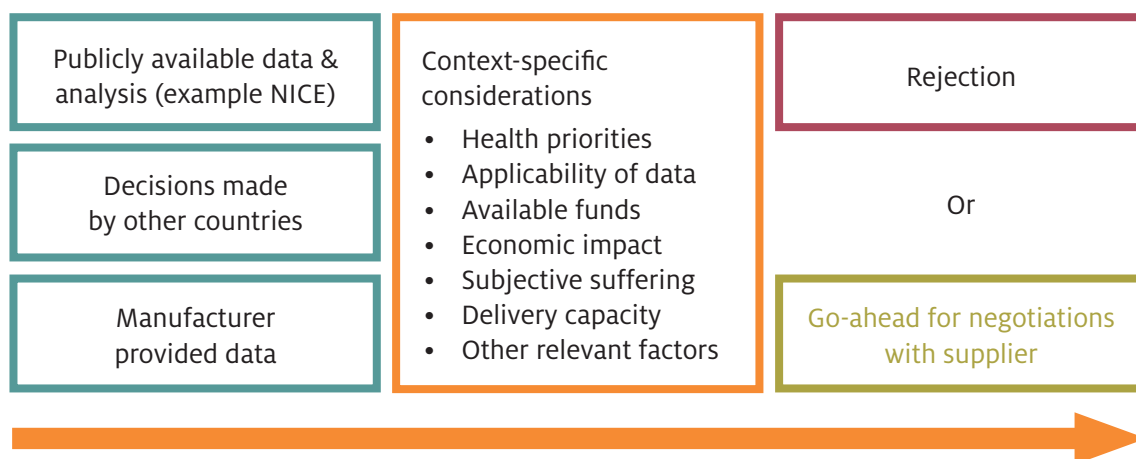 Publicly available data &
analysis (example NICE)
Decisions made
by other countries
Manufacturer
provided data
Context-specific
considerations
• Health priorities
• Applicability of data
• Available funds
• Economic impact
• Subjective suffering
• Delivery capacity
• Other relevant factors
Rejection
Or
Go-ahead for negotiations
with supplier